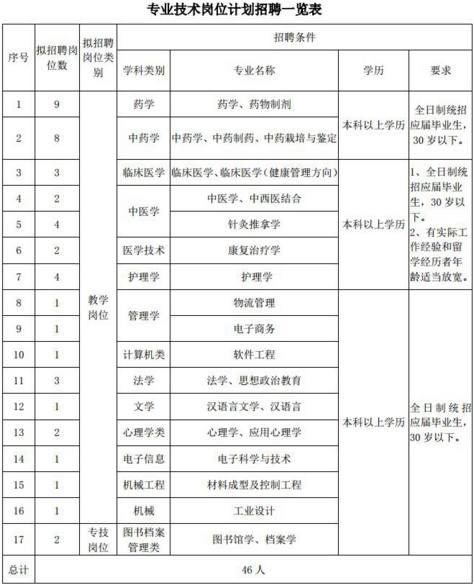 专业技术岗位计划招聘一览表
序号 拟招聘岗位数 拟招聘岗位类别 招聘条件
学科类别 专业名称 学历 要求
1 9 教学岗位 药学 药学、药物制剂 本科以上学历 全日制统招应届毕业生，30岁以下。
2 8 中药学 中药学、中药制药、中药栽培与鉴定
3 3 临床医学 临床医学、临床医学（健康管理方向） 本科以上学历 1、全日制统招应届毕业生，30岁以下。
2、有实际工作经验和留学经历者年龄适当放宽。
4 2 中医学 中医学、中西医结合
5 4 针灸推拿学
6 2 医学技术 康复治疗学
7 4 护理学 护理学
8 1 管理学 物流管理 本科以上学历 全日制统招应届毕业生，30岁以下。
9 1 电子商务
10 1 计算机类 软件工程
11 3 法学 法学、思想政治教育
12 1 文学 汉语言文学、汉语言
13 2 心理学类 心理学、应用心理学
14 1 电子信息 电子科学与技术
15 1 机械工程 材料成型及控制工程
16 1 机械 工业设计
17 2 专技岗位 图书档案管理类 图书馆学、档案学
总计 46人